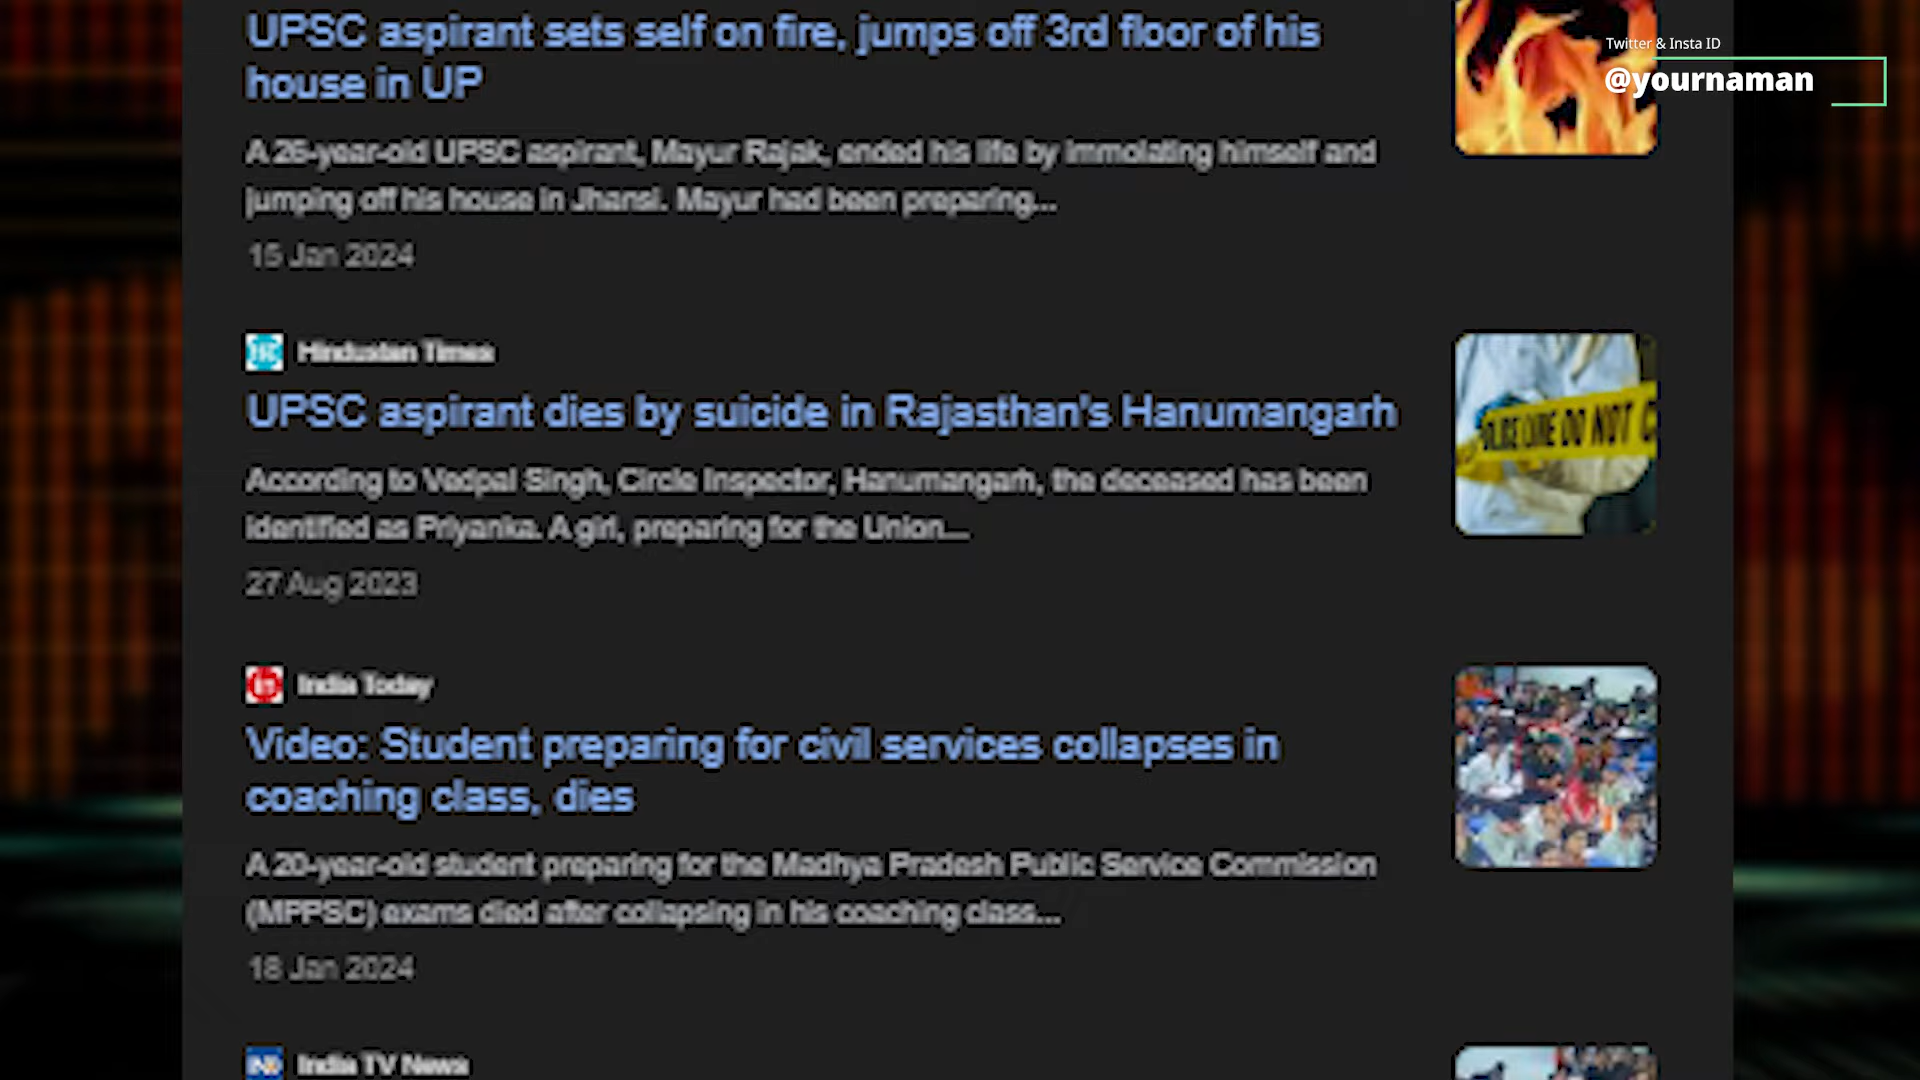 Twitter & Insta ID
@yournaman
UPSC aspirant sets self on fire, jumps off 3rd floor of his
house in UP
A 26-year-old UPSC aspirant, Mayur Rajak, ended his life by immolating himself and
jumping off his house in Jhansi. Mayur had been preparing...
15 Jan 2024
Hindustan Times
UPSC aspirant dies by suicide in Rajasthan's Hanumangarh
According to Vedpal Singh, Circle Inspector, Hanumangarh, the deceased has been
identified as Priyanka. A girl, preparing for the Union...
27 Aug 2023
DO NOT
India Today
Video: Student preparing for civil services collapses in
coaching class, dies
A 20-year-old student preparing for the Madhya Pradesh Public Service Commission
(MPPSC) exams died after collapsing in his coaching class...
18 Jan 2024
India TV News